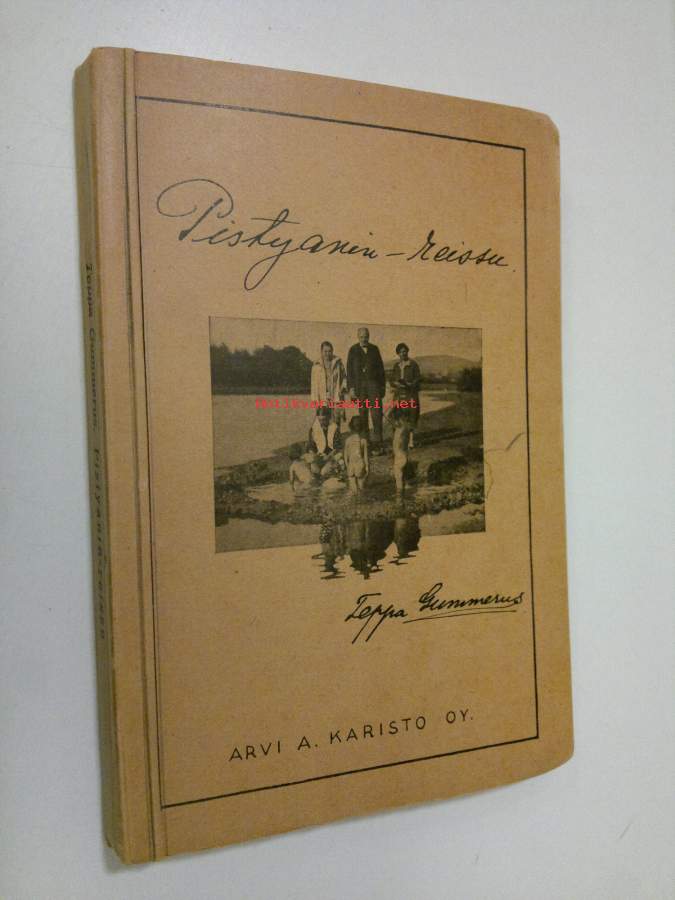 Pistyanin-reissu.
Antikvariaatti.net
Teppa Gummerus
ARVI A. KARISTO OY.
Teppa Gummerus: Pistyanin-reissu